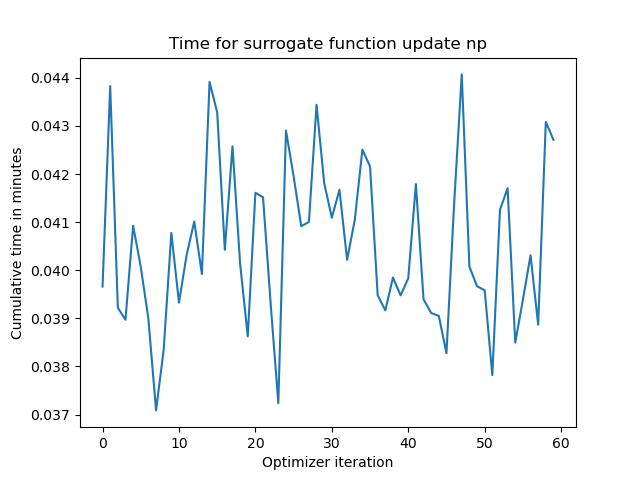 Time for surrogate function update np
Cumulative time in minutes
0.044
0.043
0.042
0.041
0.040
0.039
0.038
0.037
0 10 20 30 40 50 60
Optimizer iteration